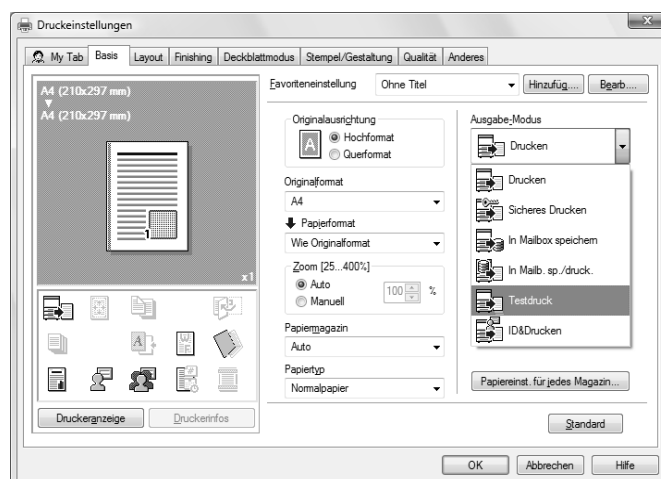 Druckeinstellungen
My Tab Basis Layout Finishing Deckblattmodus Stempel/Gestaltung Qualität Anderes
A4 (210x297 mm)
A4 (210x297 mm)
1
x1
Druckeranzeige
Druckerinfos
Favoriteneinstellung Ohne Titel Hinzufüg.... Bearb....
Originalausrichtung
A
Hochformat
Querformat
Originalformat
A4
Papierformat
Wie Originalformat
Zoom [25...400%]
Auto
Manuell
100 %
Papiermagazin
Auto
Papiertyp
Normalpapier
Ausgabe-Modus
Drucken
Drucken
Sicheres Drucken
In Mailbox speichern
In Mailb. sp./druck.
Testdruck
ID&Drucken
Papiereinst. für jedes Magazin...
Standard
OK Abbrechen Hilfe